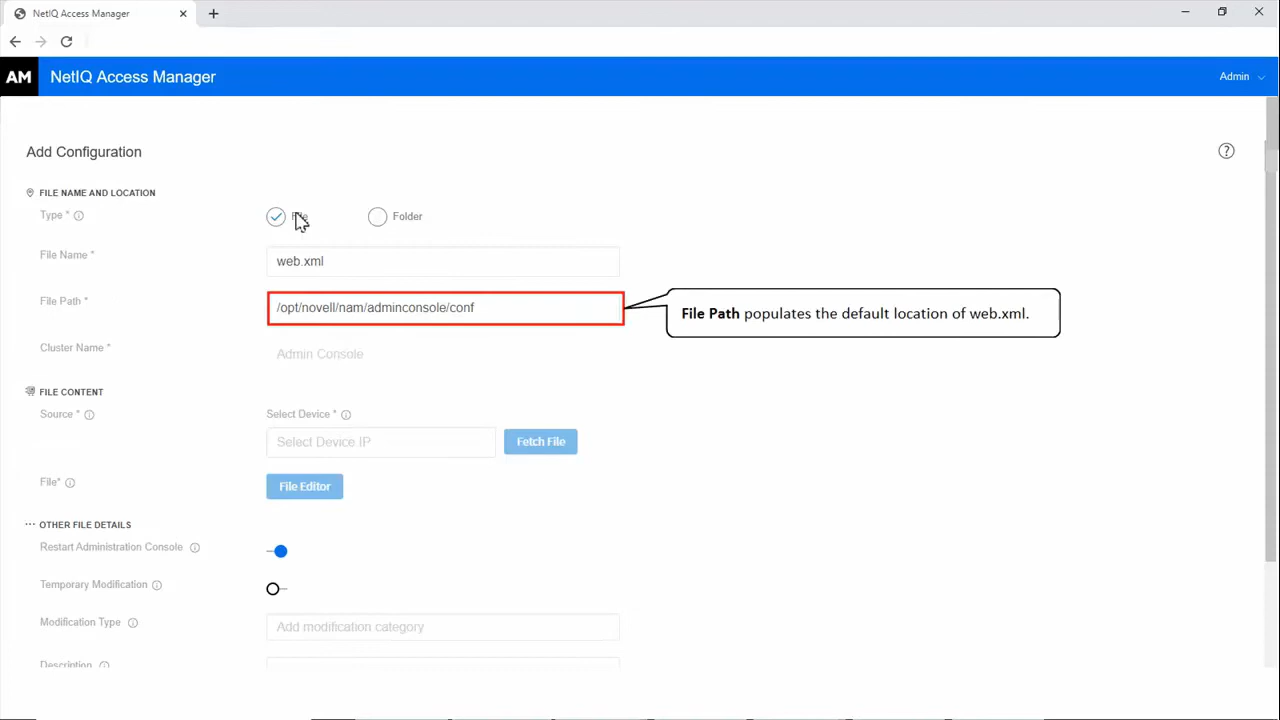 NetIQ Access Manager
AM NetIQ Access Manager Admin
Add Configuration
FILE NAME AND LOCATION
Type * File Folder
File Name * web.xml
File Path * /opt/novell/nam/adminconsole/conf
File Path populates the default location of web.xml.
Cluster Name * Admin Console
FILE CONTENT
Source * Select Device *
Select Device IP Fetch File
File* File Editor
OTHER FILE DETAILS
Restart Administration Console
Temporary Modification
Modification Type Add modification category
Description